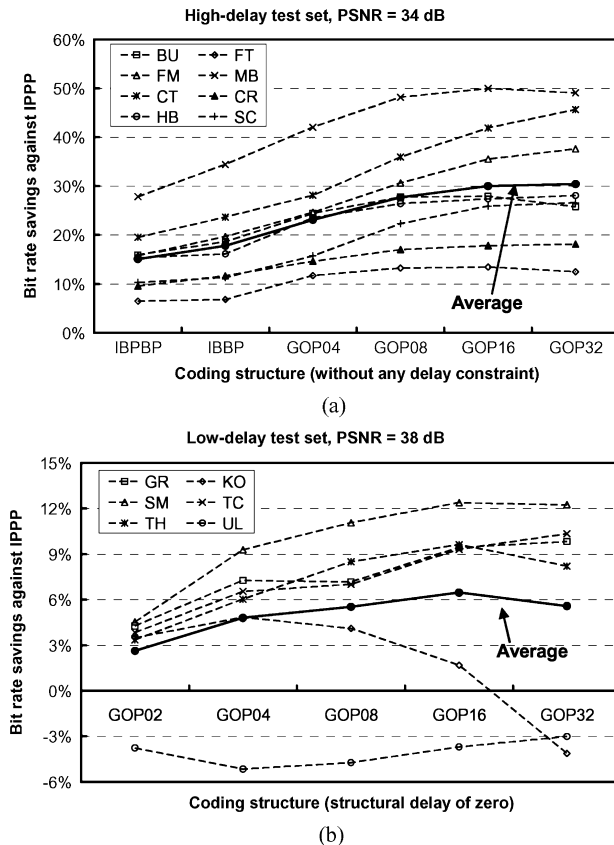 High-delay test set, PSNR = 34 dB
Bit rate savings against IPPP
60%
50%
40%
30%
20%
10%
0%
BU FT
FM MB
CT CR
HB SC
Average
IBPBP IBBP GOP04 GOP08 GOP16 GOP32
Coding structure (without any delay constraint)
(a)
Low-delay test set, PSNR = 38 dB
Bit rate savings against IPPP
15%
12%
9%
6%
3%
0%
-3%
-6%
GR KO
SM TC
TH UL
Average
GOP02 GOP04 GOP08 GOP16 GOP32
Coding structure (structural delay of zero)
(b)